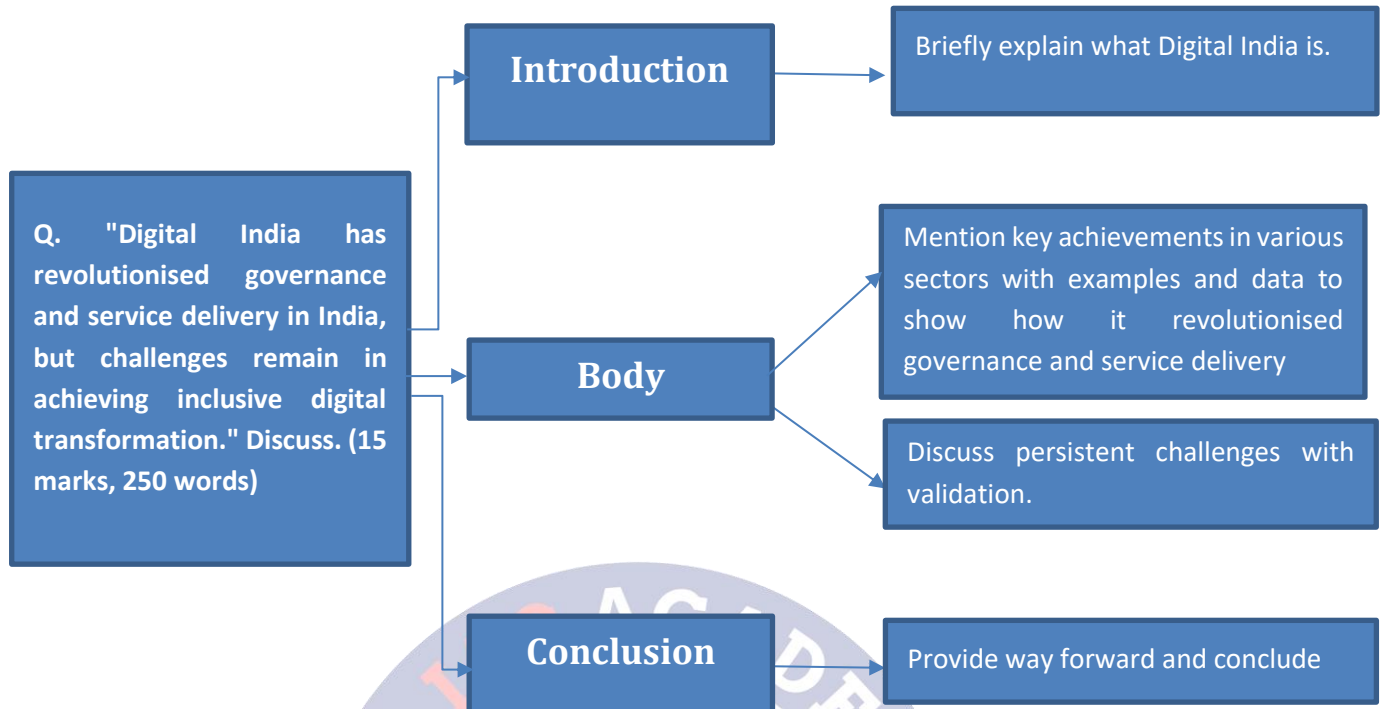 Introduction
Briefly explain what Digital India is.
Q. "Digital India has
revolutionised governance
and service delivery in India,
but challenges remain in
achieving inclusive digital
transformation." Discuss. (15
marks, 250 words)
Body
Mention key achievements in various
sectors with examples and data to
show how it revolutionised
governance and service delivery
Discuss persistent challenges with
validation.
Conclusion
Provide way forward and conclude